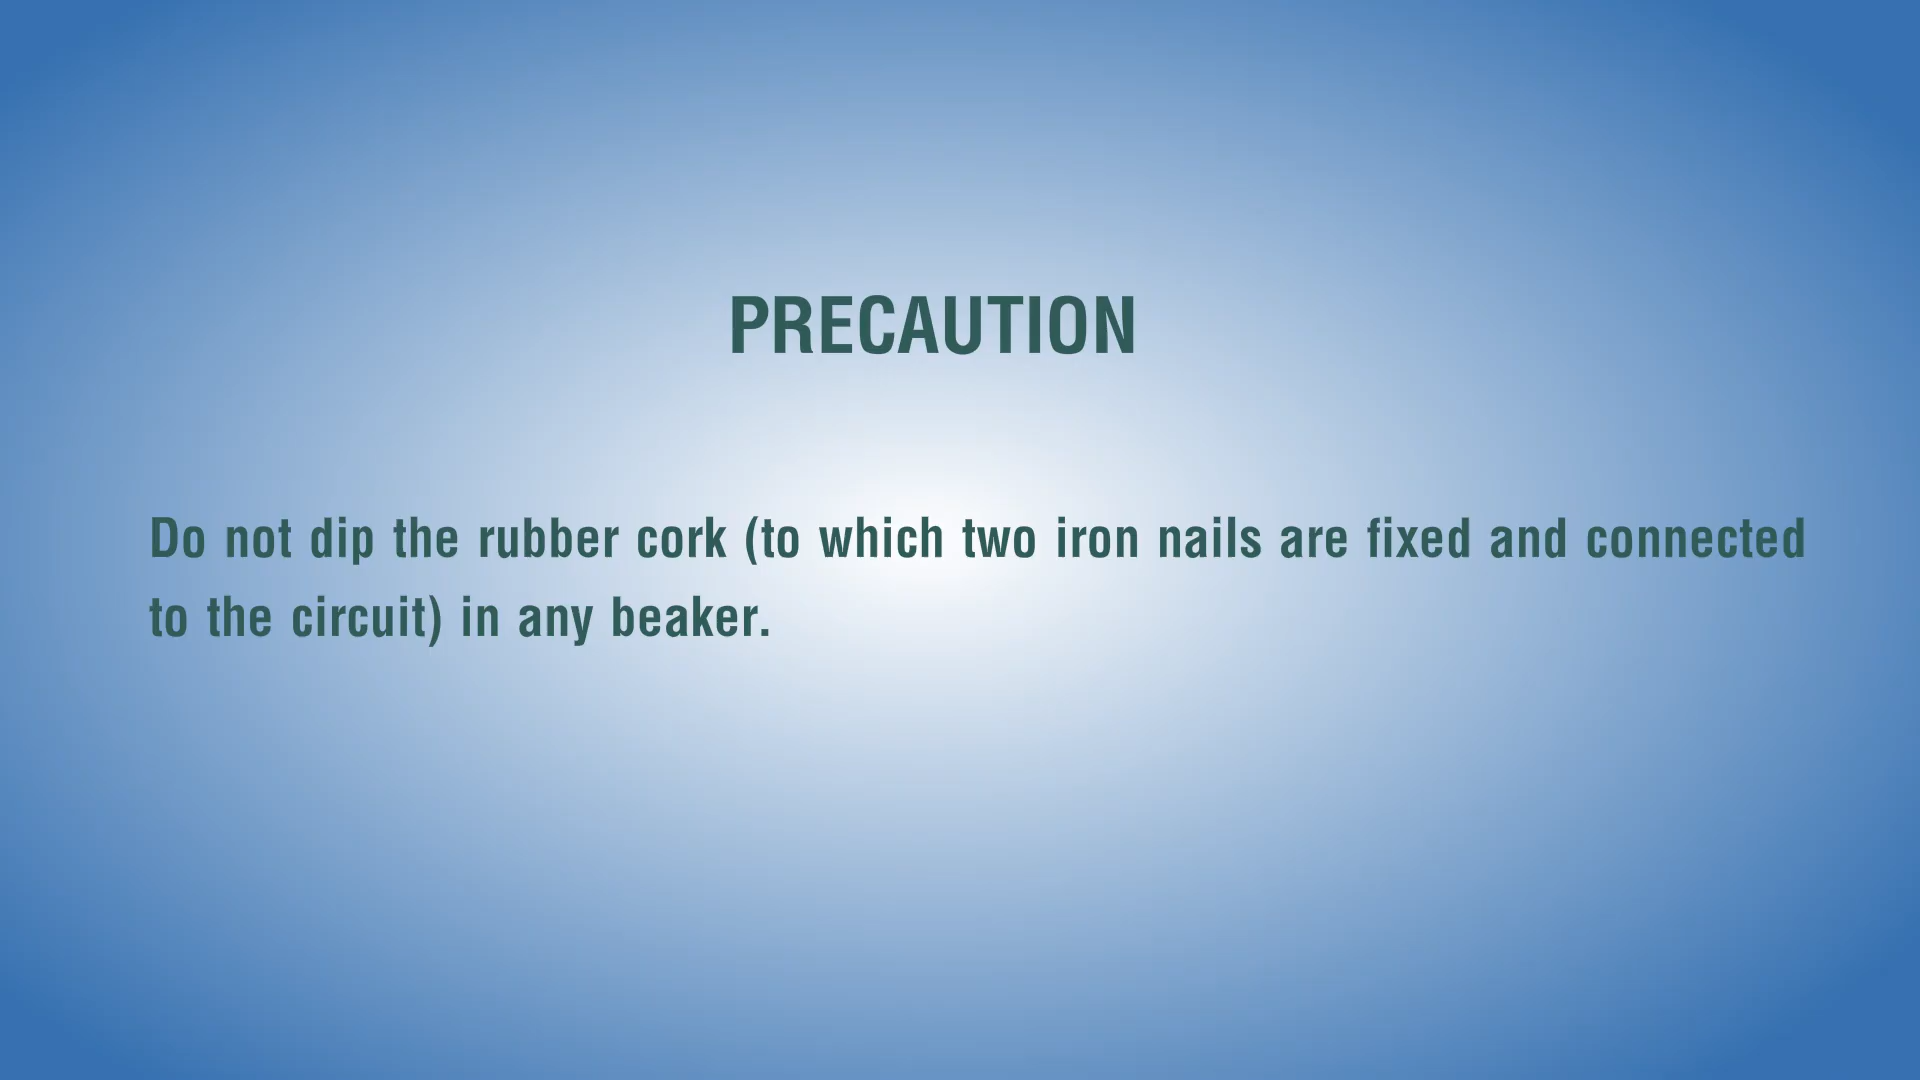 PRECAUTION
Do not dip the rubber cork (to which two iron nails are fixed and connected
to the circuit) in any beaker.